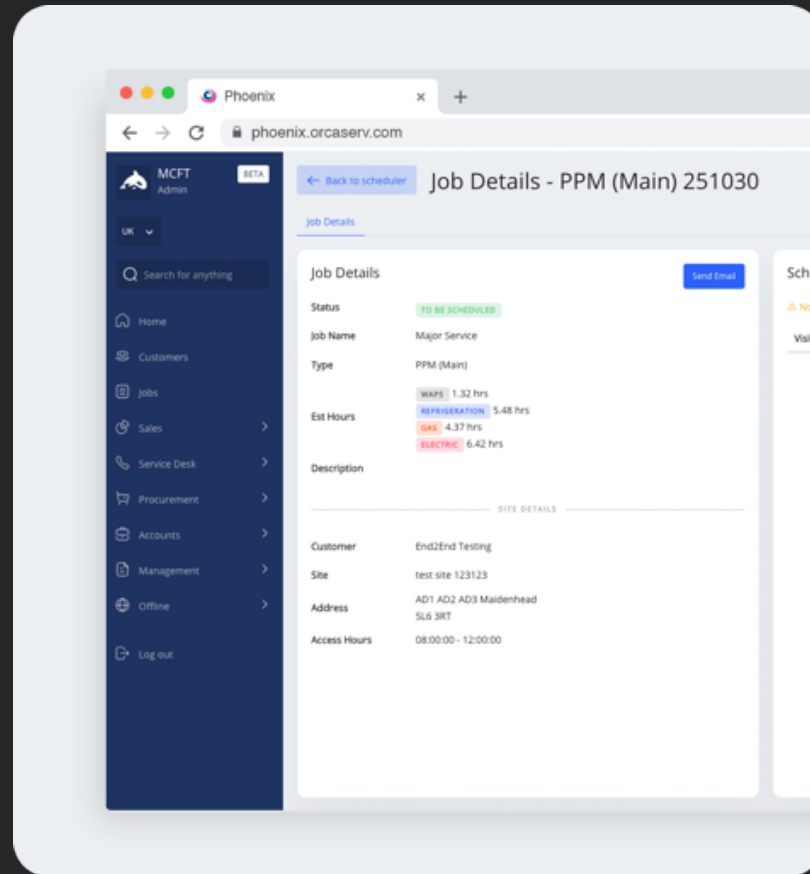 Phoenix
phoenix.orcaserv.com
MCFT
Admin
BETA
UK
Search for anything
Home
Customers
Jobs
Sales
Service Desk
Procurement
Accounts
Management
Offline
Log out
Back to scheduler
Job Details - PPM (Main) 251030
Job Details
Job Details
Send Email
Status TO BE SCHEDULED
Job Name Major Service
Type PPM (Main)
Est Hours
WAPS 1.32 hrs
REFRIGERATION 5.48 hrs
GAS 4.37 hrs
ELECTRIC 6.42 hrs
Description
SITE DETAILS
Customer End2End Testing
Site test site 123123
Address AD1 AD2 AD3 Maidenhead
SL6 3RT
Access Hours 08:00:00 - 12:00:00
Sch
No
Visi